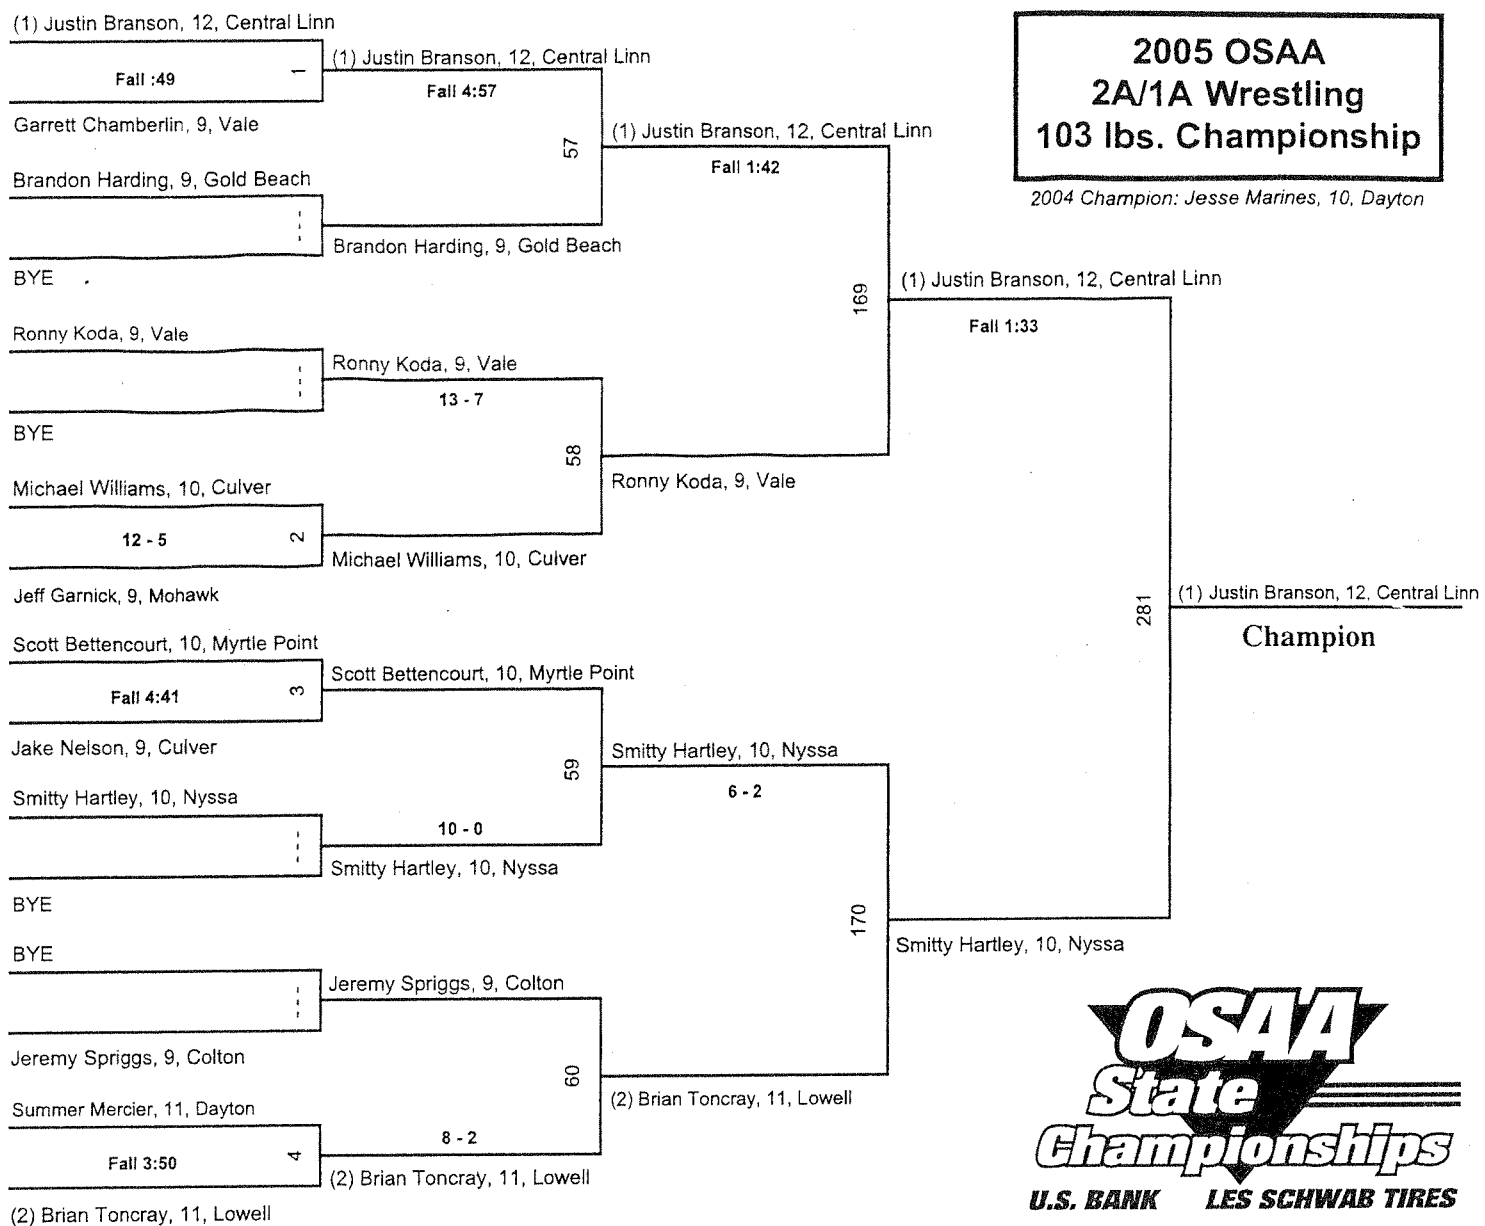 (1) Justin Branson, 12, Central Linn
Fall :49
1
Garrett Chamberlin, 9, Vale
Brandon Harding, 9, Gold Beach
BYE
Ronny Koda, 9, Vale
BYE
Michael Williams, 10, Culver
12 - 5
2
Jeff Garnick, 9, Mohawk
Scott Bettencourt, 10, Myrtle Point
Fall 4:41
3
Jake Nelson, 9, Culver
Smitty Hartley, 10, Nyssa
BYE
BYE
Jeremy Spriggs, 9, Colton
Summer Mercier, 11, Dayton
Fall 3:50
4
(2) Brian Toncray, 11, Lowell
(1) Justin Branson, 12, Central Linn
Fall 4:57
57
Brandon Harding, 9, Gold Beach
Ronny Koda, 9, Vale
13 - 7
58
Michael Williams, 10, Culver
Scott Bettencourt, 10, Myrtle Point
59
10 - 0
Smitty Hartley, 10, Nyssa
Jeremy Spriggs, 9, Colton
60
8 - 2
(2) Brian Toncray, 11, Lowell
(1) Justin Branson, 12, Central Linn
Fall 1:42
169
Ronny Koda, 9, Vale
Smitty Hartley, 10, Nyssa
6 - 2
170
(2) Brian Toncray, 11, Lowell
(1) Justin Branson, 12, Central Linn
Fall 1:33
281
Smitty Hartley, 10, Nyssa
(1) Justin Branson, 12, Central Linn
Champion
2005 OSAA
2A/1A Wrestling
103 lbs. Championship
2004 Champion: Jesse Marines, 10, Dayton
OSAA
State
Championships
U.S. BANK LES SCHWAB TIRES